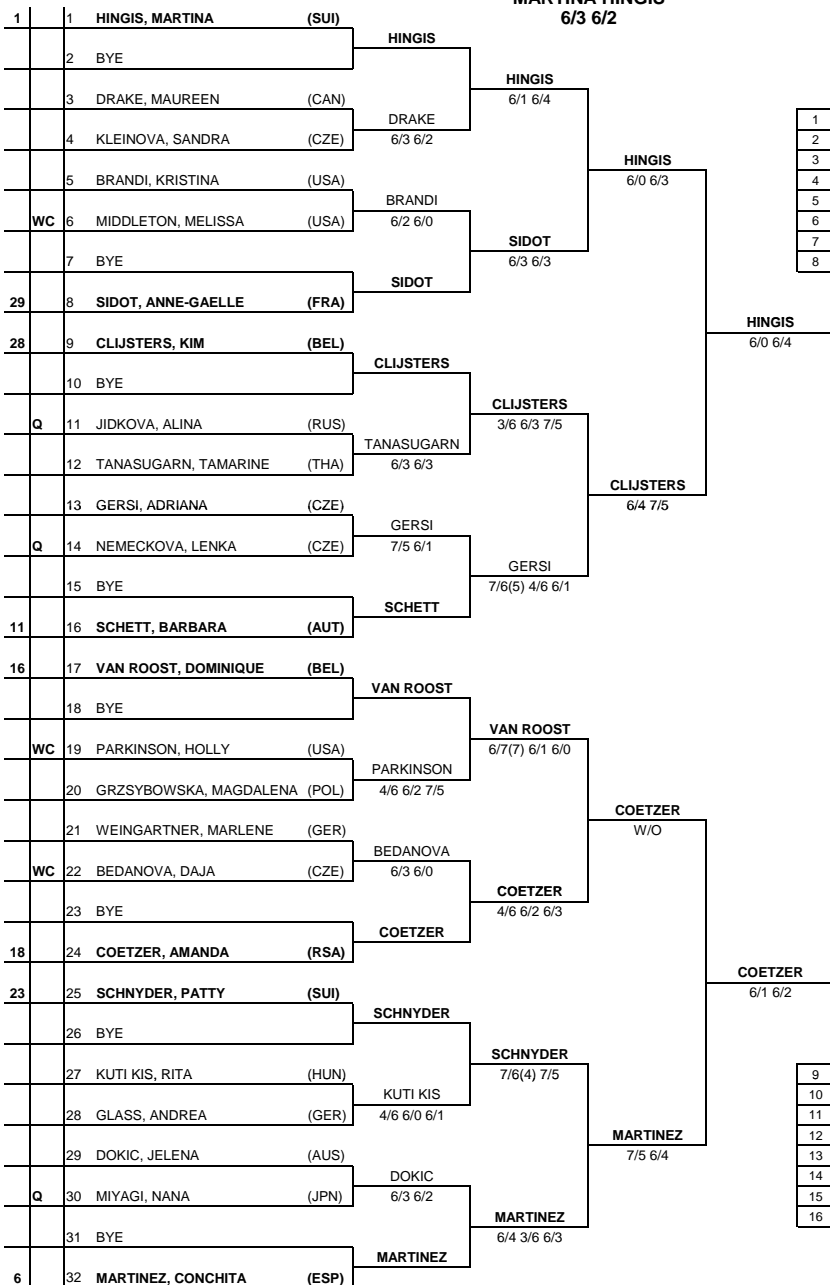 MARTINA HINGIS
6/3 6/2
1 1 HINGIS, MARTINA (SUI)
HINGIS
2 BYE
HINGIS
3 DRAKE, MAUREEN (CAN)
6/1 6/4
DRAKE
4 KLEINOVA, SANDRA (CZE)
6/3 6/2
HINGIS
5 BRANDI, KRISTINA (USA)
6/0 6/3
BRANDI
WC 6 MIDDLETON, MELISSA (USA)
6/2 6/0
SIDOT
7 BYE
6/3 6/3
SIDOT
29 8 SIDOT, ANNE-GAELLE (FRA)
HINGIS
28 9 CLIJSTERS, KIM (BEL)
6/0 6/4
CLIJSTERS
10 BYE
CLIJSTERS
Q 11 JIDKOVA, ALINA (RUS)
3/6 6/3 7/5
TANASUGARN
12 TANASUGARN, TAMARINE (THA)
6/3 6/3
CLIJSTERS
13 GERSI, ADRIANA (CZE)
6/4 7/5
GERSI
Q 14 NEMECKOVA, LENKA (CZE)
7/5 6/1
GERSI
15 BYE
7/6(5) 4/6 6/1
SCHETT
11 16 SCHETT, BARBARA (AUT)
16 17 VAN ROOST, DOMINIQUE (BEL)
VAN ROOST
18 BYE
VAN ROOST
WC 19 PARKINSON, HOLLY (USA)
6/7(7) 6/1 6/0
PARKINSON
20 GRZSYBOWSKA, MAGDALENA (POL)
4/6 6/2 7/5
COETZER
21 WEINGARTNER, MARLENE (GER)
W/O
BEDANOVA
WC 22 BEDANOVA, DAJA (CZE)
6/3 6/0
COETZER
23 BYE
4/6 6/2 6/3
COETZER
18 24 COETZER, AMANDA (RSA)
COETZER
23 25 SCHNYDER, PATTY (SUI)
6/1 6/2
SCHNYDER
26 BYE
SCHNYDER
27 KUTI KIS, RITA (HUN)
7/6(4) 7/5
KUTI KIS
28 GLASS, ANDREA (GER)
4/6 6/0 6/1
MARTINEZ
29 DOKIC, JELENA (AUS)
7/5 6/4
DOKIC
Q 30 MIYAGI, NANA (JPN)
6/3 6/2
MARTINEZ
31 BYE
6/4 3/6 6/3
MARTINEZ
6 32 MARTINEZ, CONCHITA (ESP)
1
2
3
4
5
6
7
8
9
10
11
12
13
14
15
16